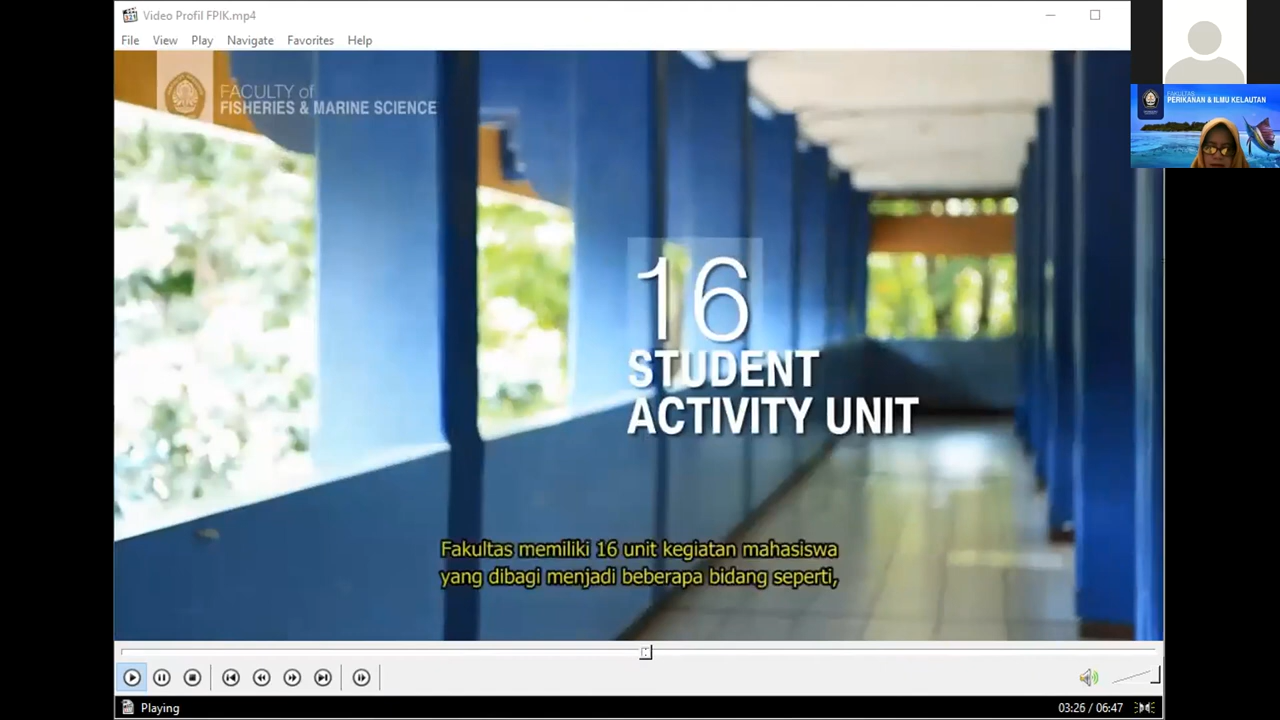 Video Profil FPIK.mp4
File View Play Navigate Favorites Help
FACULTY of
FISHERIES & MARINE SCIENCE
FAKULTAS
PERIKANAN & ILMU KELAUTAN
16
STUDENT
ACTIVITY UNIT
Fakultas memiliki 16 unit kegiatan mahasiswa
yang dibagi menjadi beberapa bidang seperti,
Playing
03:26 / 06:47